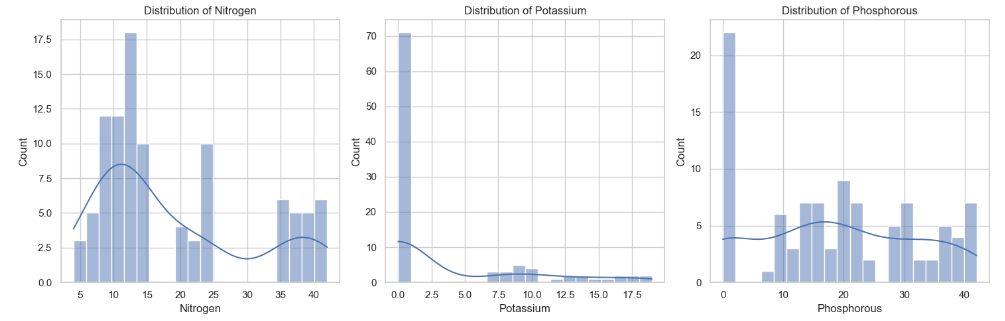 Distribution of Nitrogen
17.5
15.0
12.5
10.0
7.5
5.0
2.5
0.0
Count
5 10 15 20 25 30 35 40
Nitrogen
Distribution of Potassium
70
60
50
40
30
20
10
0
Count
0.0 2.5 5.0 7.5 10.0 12.5 15.0 17.5
Potassium
Distribution of Phosphorous
20
15
10
5
0
Count
0 10 20 30 40
Phosphorous